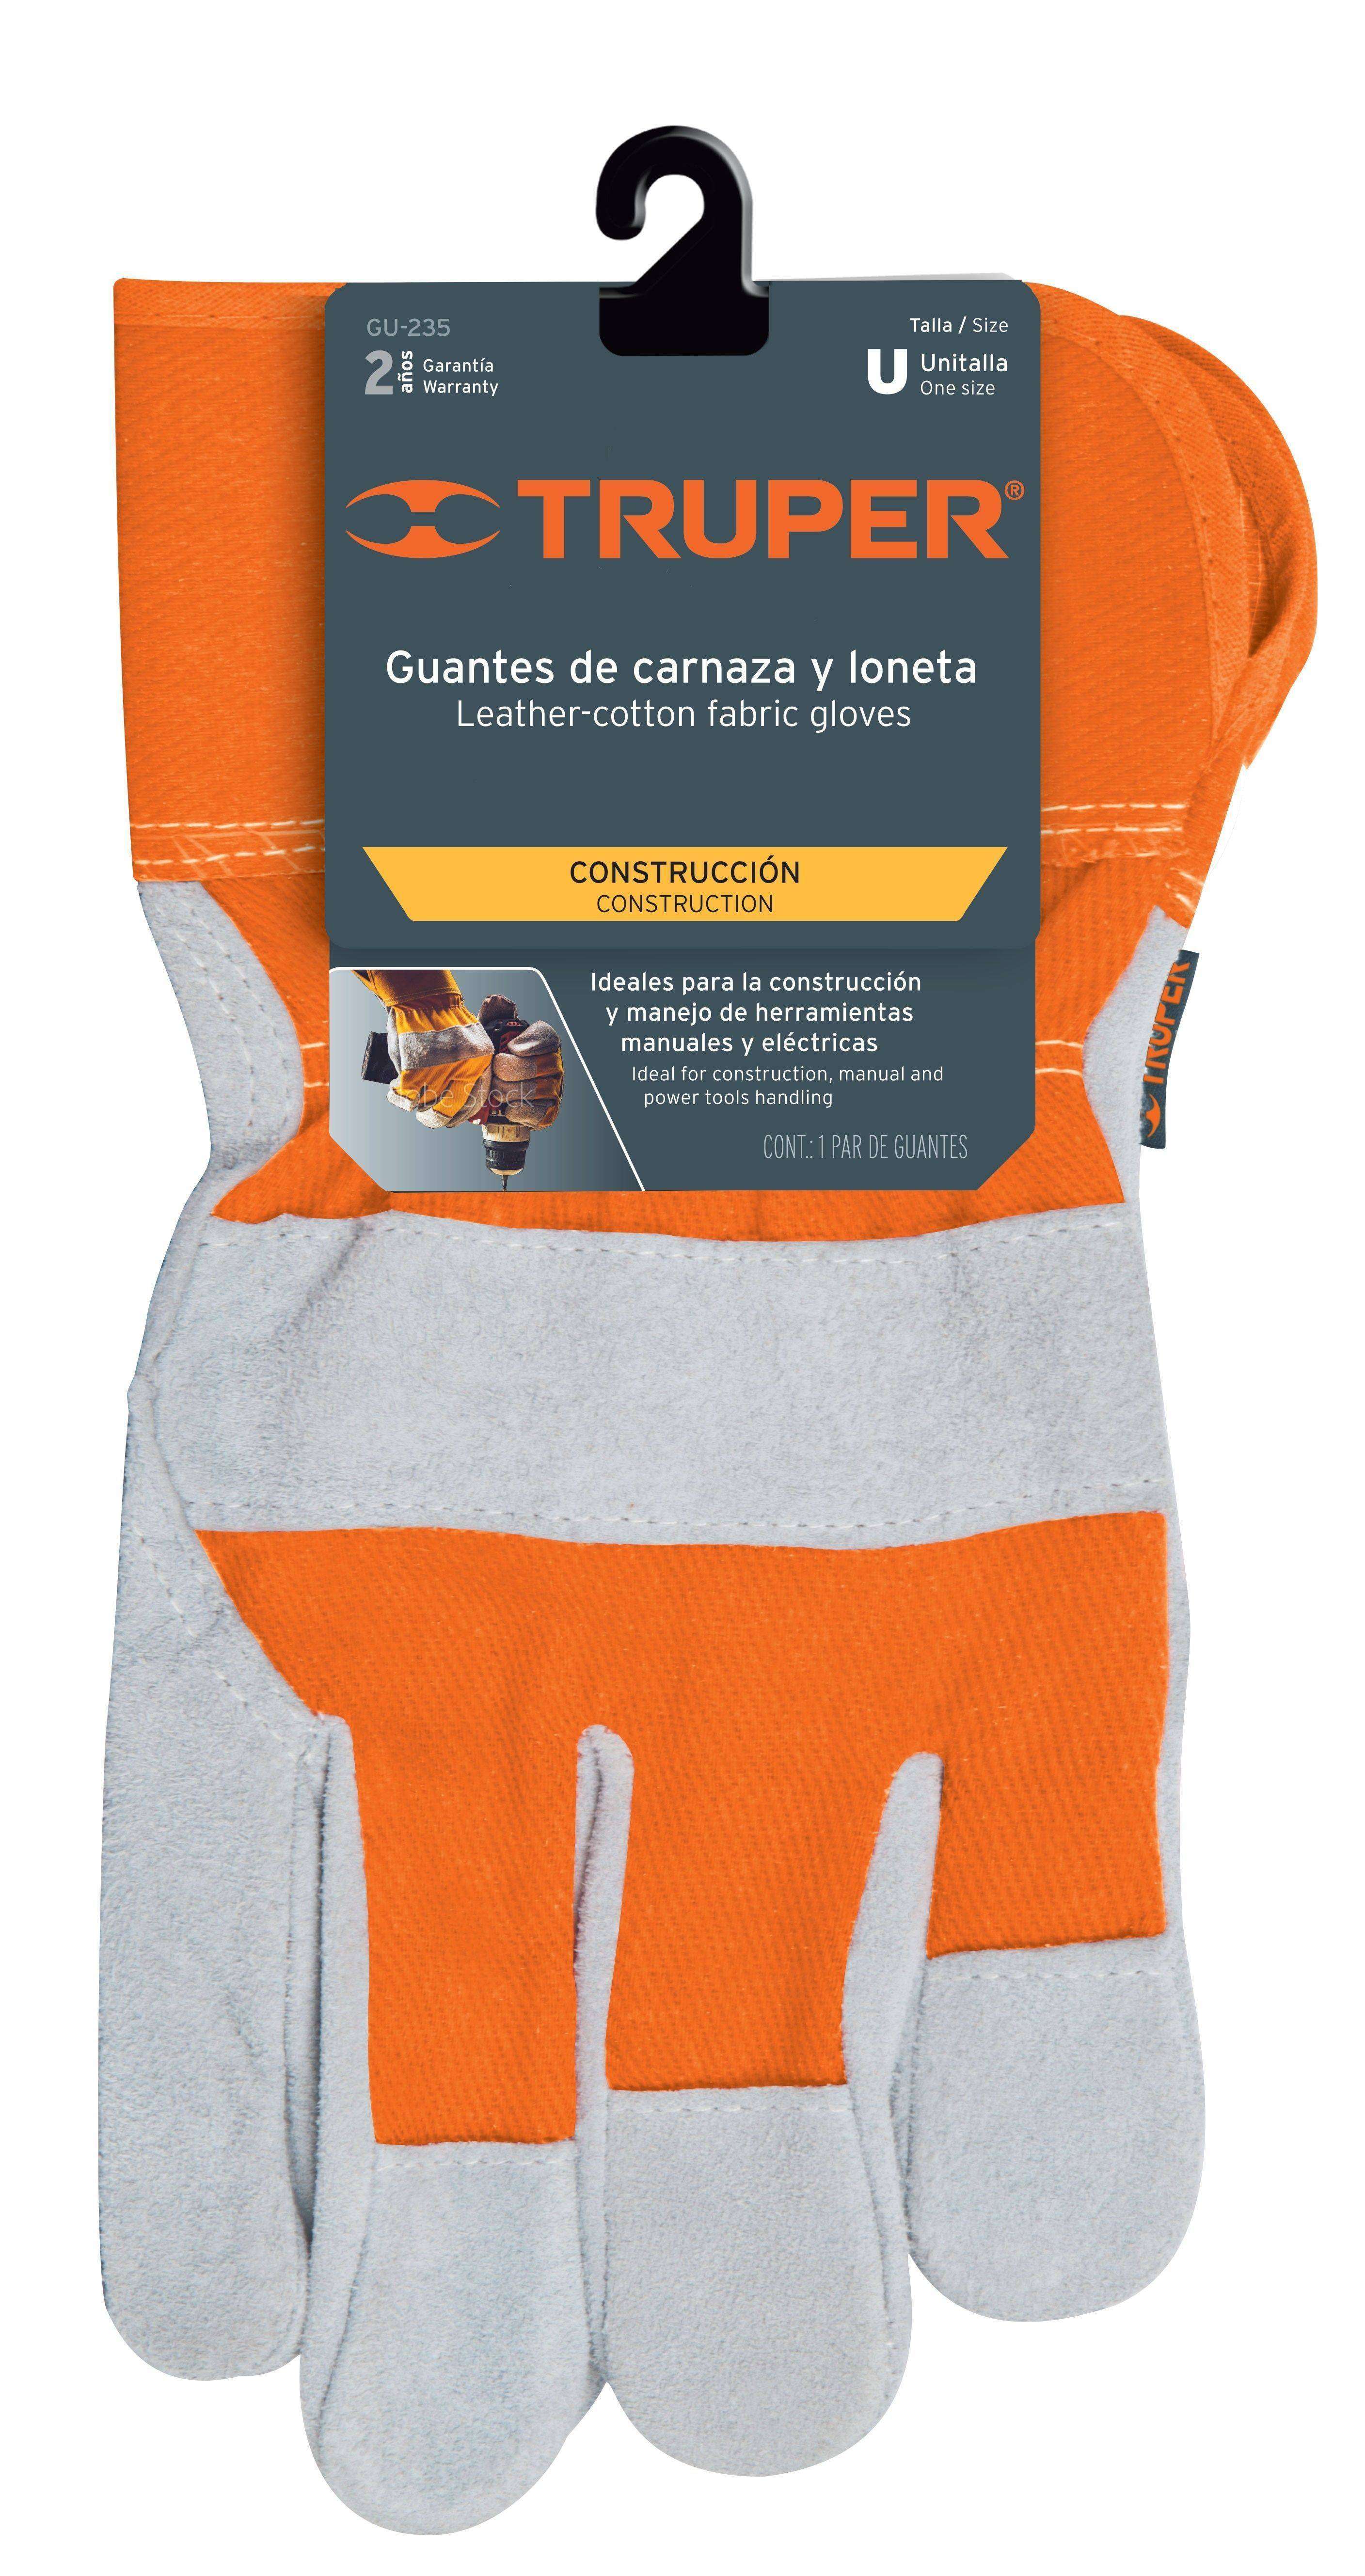 GU-235
2 años Garantía
Warranty
Talla / Size
U Unitalla
One size
TRUPER®
Guantes de carnaza y loneta
Leather-cotton fabric gloves
CONSTRUCCIÓN
CONSTRUCTION
Ideales para la construcción
y manejo de herramientas
manuales y eléctricas
Ideal for construction, manual and
power tools handling
CONT.: 1 PAR DE GUANTES
TRUPER
Stock